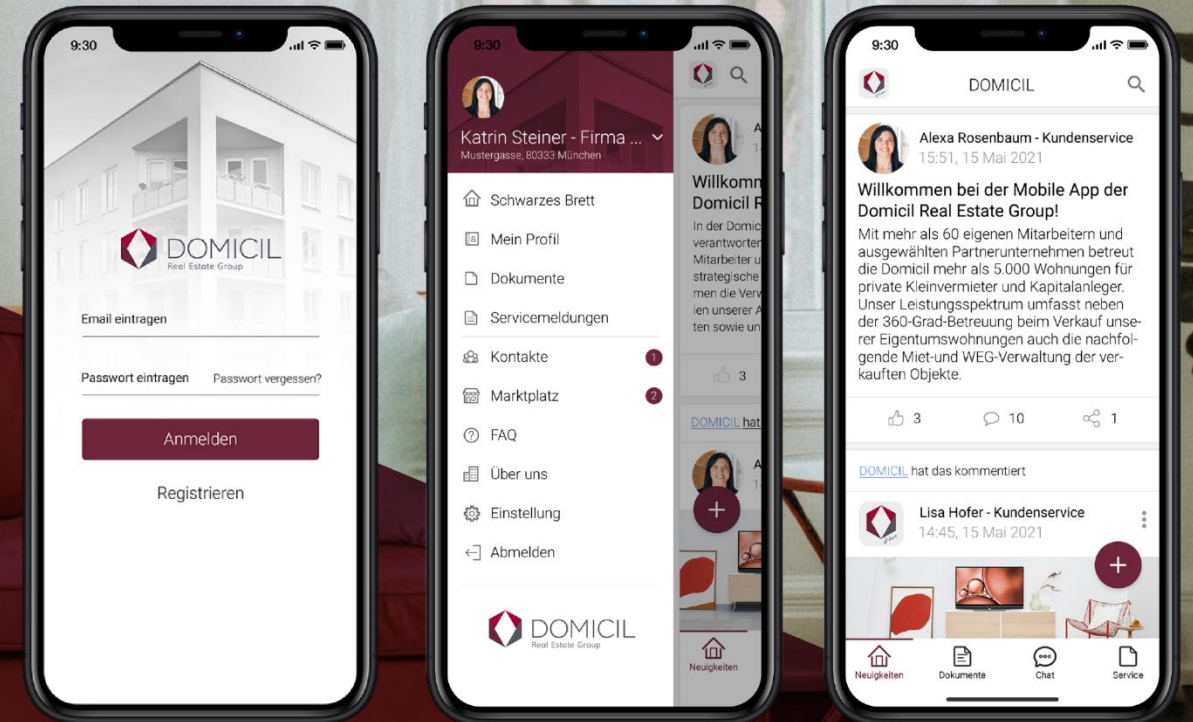 9:30
DOMICIL
Real Estate Group
Email eintragen
Passwort eintragen Passwort vergessen?
Anmelden
Registrieren
9:30
Katrin Steiner - Firma ...
Mustergasse, 80333 München
Schwarzes Brett
Mein Profil
Dokumente
Servicemeldungen
Kontakte 1
Marktplatz 2
FAQ
Über uns
Einstellung
Abmelden
DOMICIL
Real Estate Group
A
1
Willkomm
Domicil R
In der Domic
verantworten
Mitarbeiter u
strategische
men die Verw
ien unserer A
ten sowie un
3
DOMICIL hat
A
1
+
Neuigkeiten
9:30
DOMICIL
Alexa Rosenbaum - Kundenservice
15:51, 15 Mai 2021
Willkommen bei der Mobile App der
Domicil Real Estate Group!
Mit mehr als 60 eigenen Mitarbeitern und
ausgewählten Partnerunternehmen betreut
die Domicil mehr als 5.000 Wohnungen für
private Kleinvermieter und Kapitalanleger.
Unser Leistungsspektrum umfasst neben
der 360-Grad-Betreuung beim Verkauf unse-
rer Eigentumswohnungen auch die nachfol-
gende Miet-und WEG-Verwaltung der ver-
kauften Objekte.
3 10 1
DOMICIL hat das kommentiert
Lisa Hofer - Kundenservice
14:45, 15 Mai 2021
+
Neuigkeiten Dokumente Chat Service